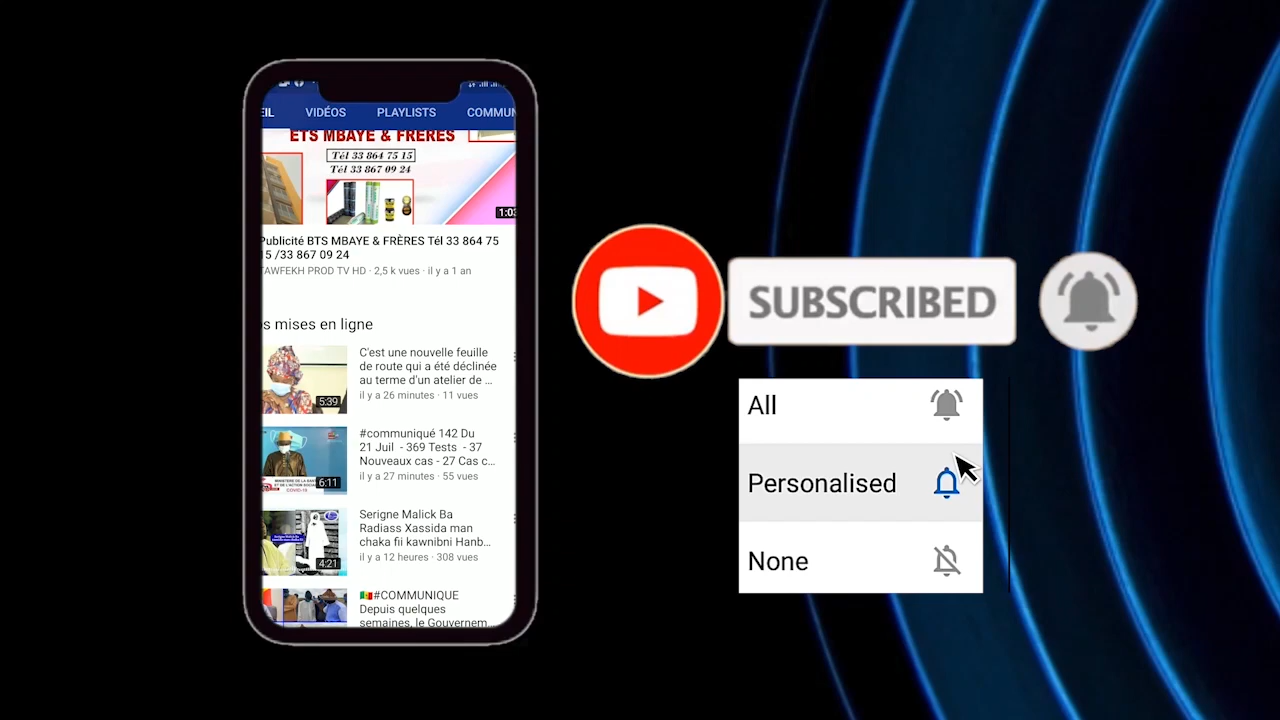 EIL VIDÉOS PLAYLISTS COMMUN
ETS MBAYE & FRERES
Tél 33 864 75 15
Tél 33 867 09 24
1:03
Publicité BTS MBAYE & FRÈRES Tél 33 864 75
15 /33 867 09 24
TAWFEKH PROD TV HD · 2,5 k vues · il y a 1 an
s mises en ligne
C'est une nouvelle feuille
de route qui a été déclinée
au terme d'un atelier de ...
il y a 26 minutes · 11 vues
5:39
#communiqué 142 Du
21 Juil - 369 Tests - 37
Nouveaux cas - 27 Cas c...
il y a 27 minutes · 55 vues
6:11
Serigne Malick Ba
Radiass Xassida man
chaka fii kawnibni Hanb...
il y a 12 heures · 308 vues
4:21
#COMMUNIQUE
Depuis quelques
semaines, le Gouvernem...
SUBSCRIBED
All
Personalised
None